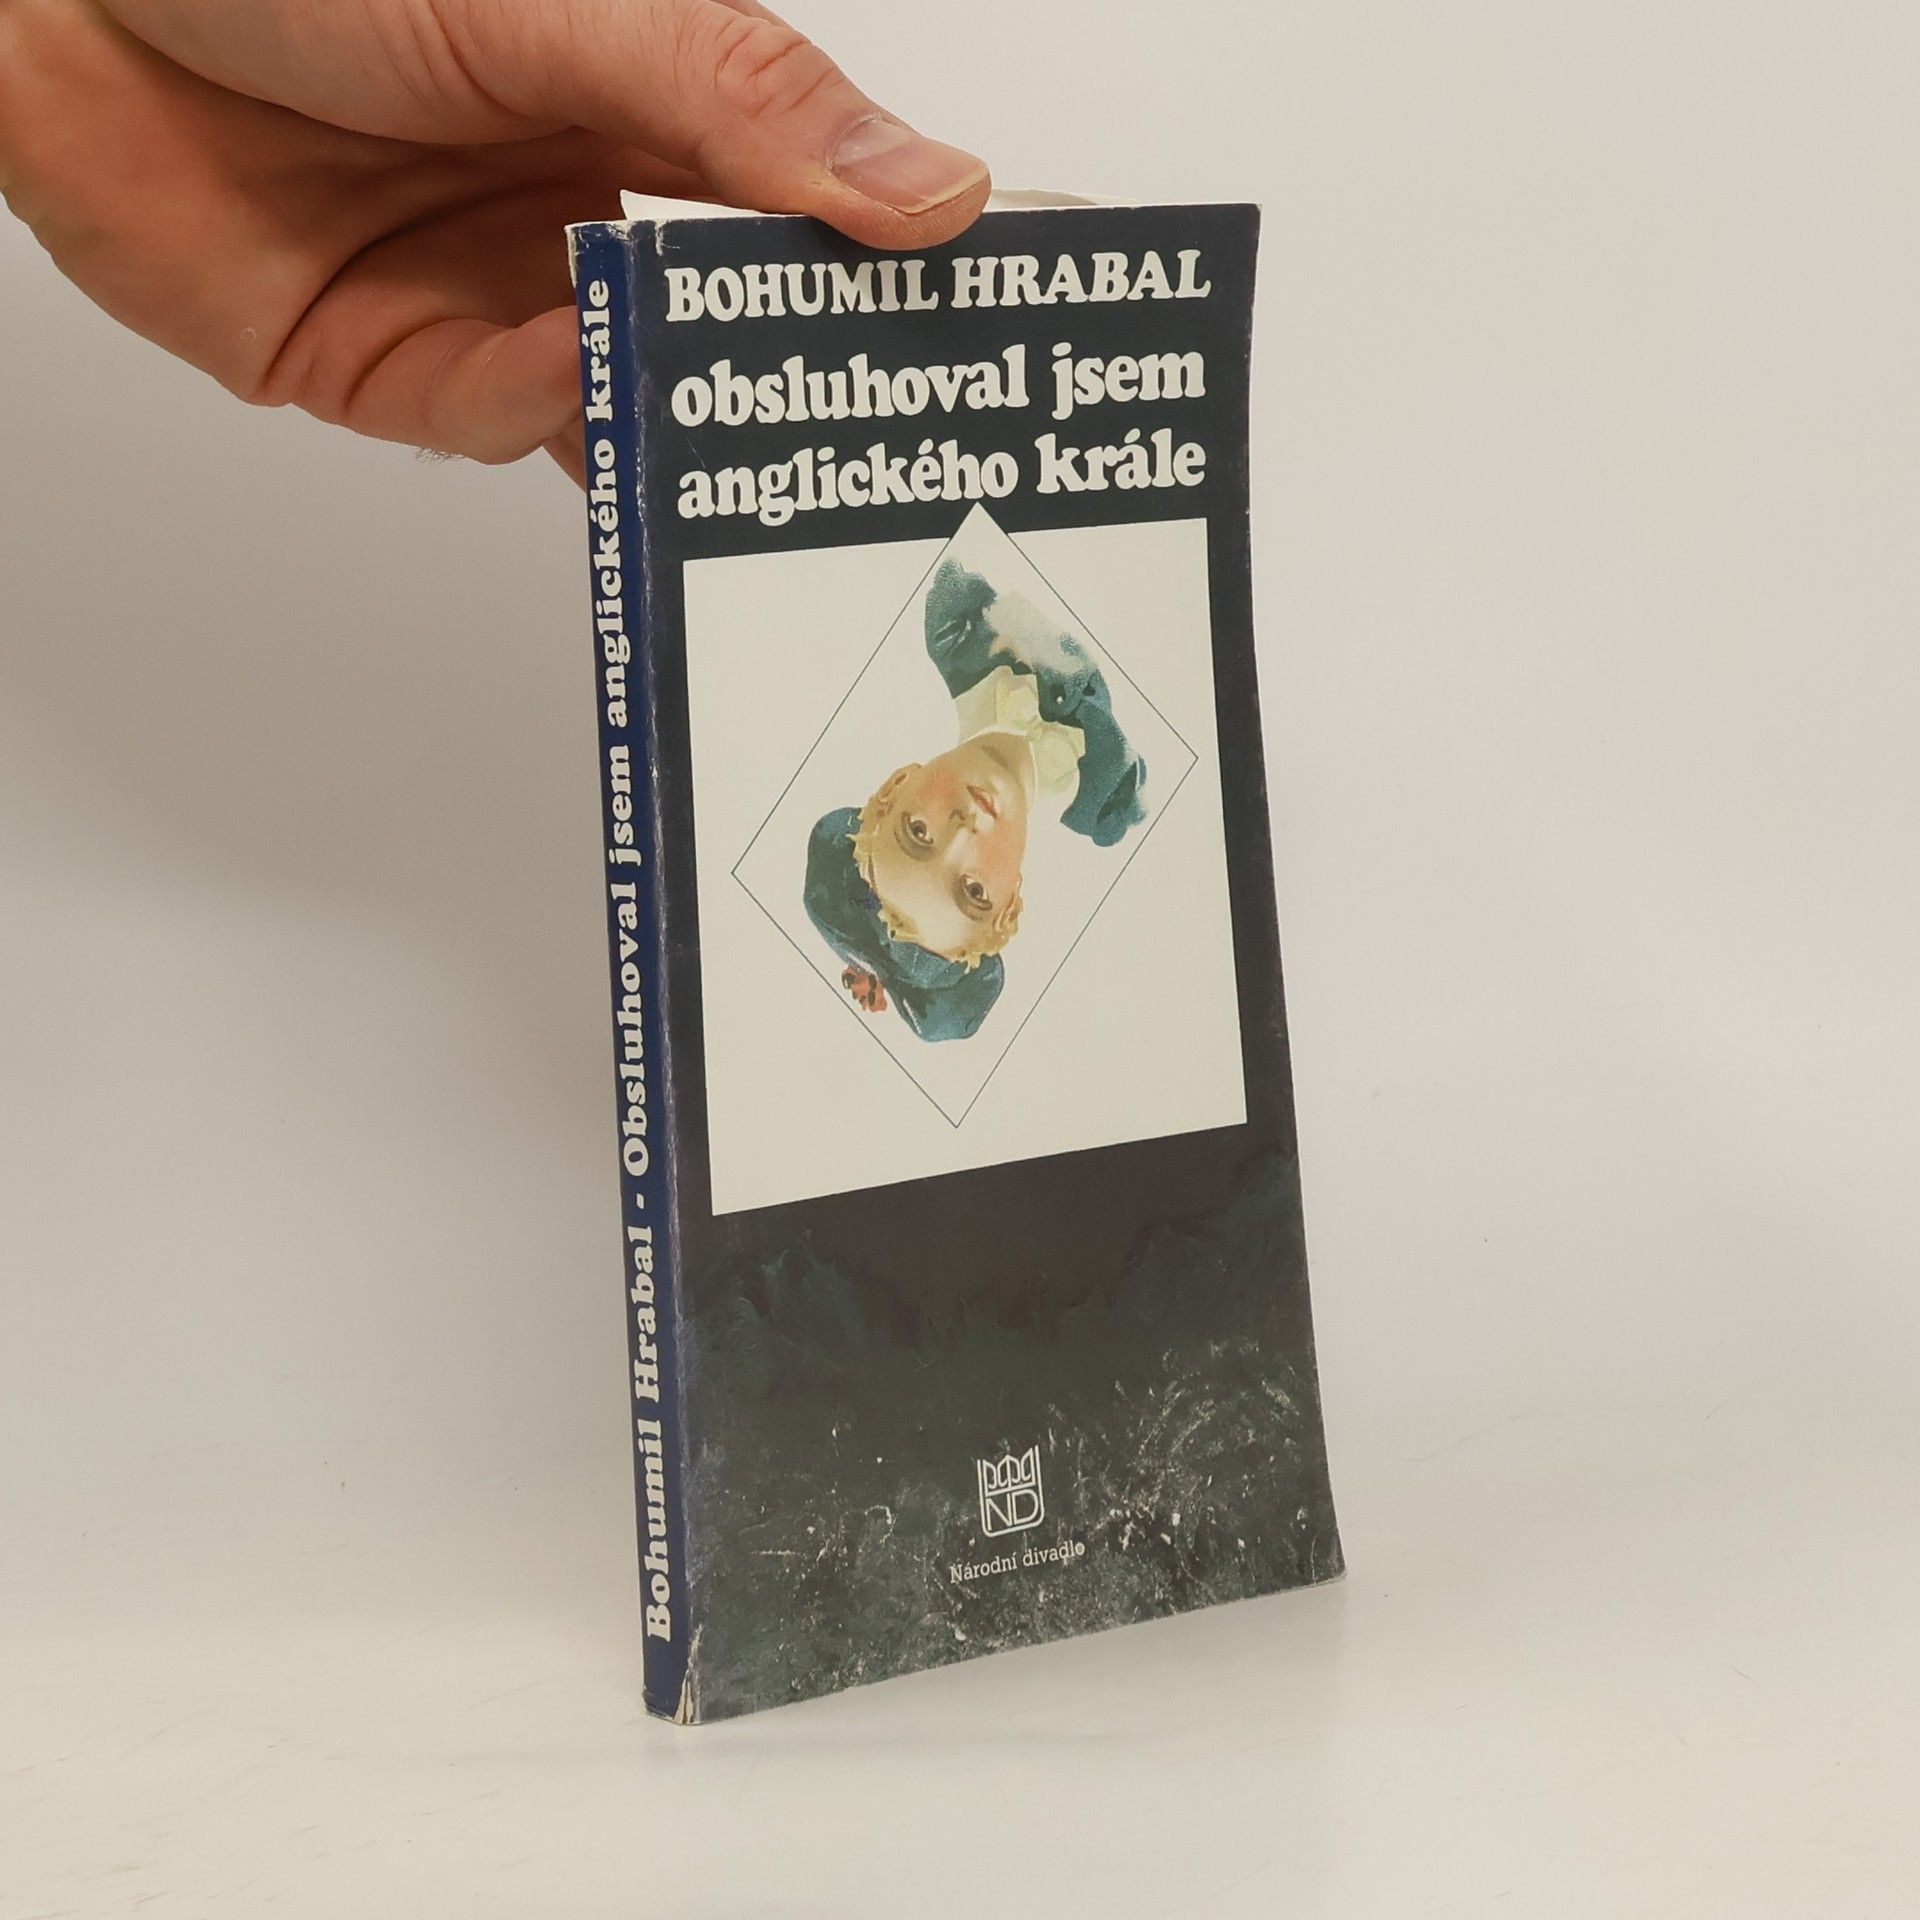 BOHUMIL HRABAL
obsluhoval jsem
anglického krále
ND
Národní divadlo
Bohumil Hrabal - Obsluhoval jsem anglického krále